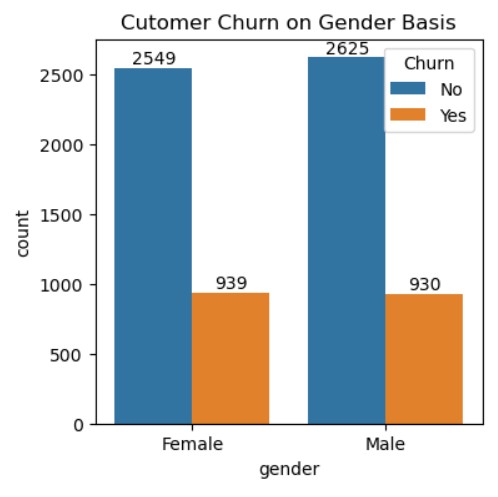 Cutomer Churn on Gender Basis
2549
2625
Churn
No
Yes
939
930
2500
2000
1500
1000
500
0
count
Female
Male
gender